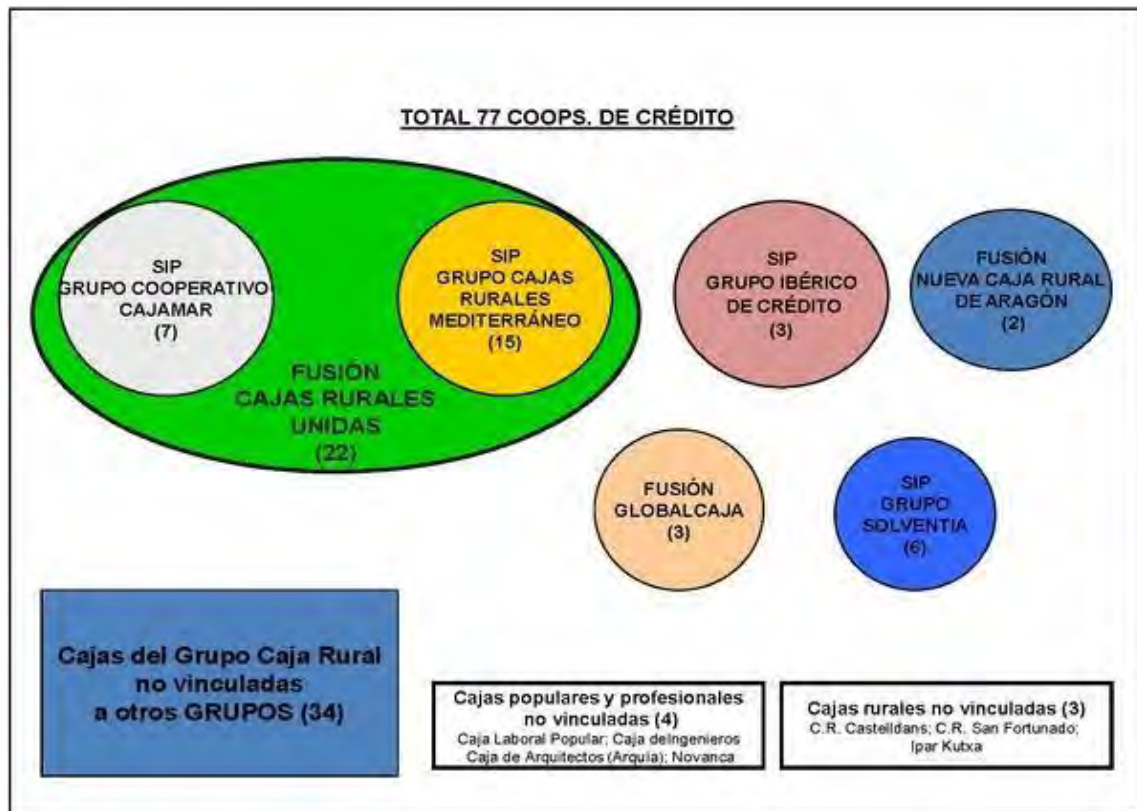 TOTAL 77 COOPS. DE CRÉDITO
SIP
GRUPO COOPERATIVO
CAJAMAR
(7)
SIP
GRUPO CAJAS
RURALES
MEDITERRÁNEO
(15)
FUSIÓN
CAJAS RURALES
UNIDAS
(22)
SIP
GRUPO IBÉRICO
DE CRÉDITO
(3)
FUSIÓN
NUEVA CAJA RURAL
DE ARAGÓN
(2)
FUSIÓN
GLOBALCAJA
(3)
SIP
GRUPO
SOLVENTIA
(6)
Cajas del Grupo Caja Rural
no vinculadas
a otros GRUPOS (34)
Cajas populares y profesionales
no vinculadas (4)
Caja Laboral Popular; Caja deIngenieros
Caja de Arquitectos (Arquia); Novanca
Cajas rurales no vinculadas (3)
C.R. Castelldans; C.R. San Fortunado;
Ipar Kutxa